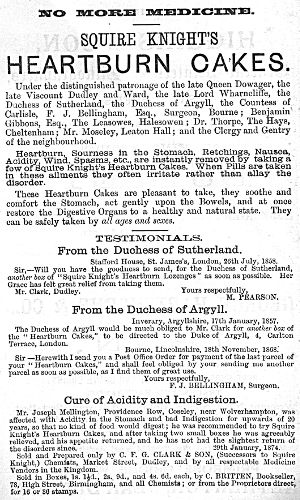 NO MORE MEDICINE.
SQUIRE KNIGHT'S
HEARTBURN CAKES.
Under the distinguished patronage of the late Queen Dowager, the
late Viscount Dudley and Ward, the late Lord Wharncliffe, the
Duchess of Sutherland, the Duchess of Argyll, the Countess of
Carlisle, F. J. Bellingham, Esq., Surgeon, Bourne; Benjamin
Gibbons, Esq., The Leasowes, Halesowen; Dr. Thorpe, The Hays,
Cheltenham; Mr. Moseley, Leaton Hall; and the Clergy and Gentry
of the neighbourhood.
Heartburn, Sourness in the Stomach, Retchings, Nausea,
Acidity, Wind, Spasms, etc., are instantly removed by taking a
few of Squire Knight's Heartburn Cakes. When Pills are taken
in these ailments they often irritate rather than allay the
disorder.
These Heartburn Cakes are pleasant to take, they soothe and
comfort the Stomach, act gently upon the Bowels, and at once
restore the Digestive Organs to a healthy and natural state. They
can be safely taken by all ages and sexes.
TESTIMONIALS.
From the Duchess of Sutherland.
Stafford House, St. James's, London, 26th July, 1858.
Sir,—Will you have the goodness to send, for the Duchess of Sutherland,
another box of "Squire Knight's Heartburn Lozenges" as soon as possible. Her
Grace has felt great relief from taking them.
Mr. Clark, Dudley. Yours respectfully,
M. PEARSON.
From the Duchess of Argyll.
Inverary, Argyllshire, 17th January, 1857.
The Duchess of Argyll would be much obliged to Mr. Clark for another box of
the "Heartburn Cakes," to be directed to the Duke of Argyll, 4, Carlton
Terrace, London.
Bourne, Lincolnshire, 18th November, 1868.
Sir—Herewith I send you a Post Office Order for payment of the last parcel of
your "Heartburn Cakes," and shall feel obliged by your sending me another
parcel as soon as possible, as I find them of great use.
Yours respectfully,
F. J. BELLINGHAM, Surgeon.
Cure of Acidity and Indigestion.
Mr. Joseph Mellington, Providence Row, Coseley, near Wolverhampton, was
affected with Acidity in the Stomach and bad Indigestion for upwards of 20
years, so that no kind of food would digest; he was recommended to try Squire
Knight's Heartburn Cakes, and after taking two small boxes he was agreeably
relieved, and his appetite returned, and he has not had the slightest return of
the disorders since. 29th January, 1874.
Sold and Prepared only by C. F. G. CLARK & SON, (Successors to Squire
Knight,) Chemists, Market Street, Dudley, and by all respectable Medicine
Vendors in the Kingdom.
Sold in Boxes, 1s. 1½d., 2s. 9d., and 4s. 6d. each, by C. BRITTEN, Bookseller,
78, High Street, Birmingham, and all Chemists; or from the Proprietors direct,
for 16 or 36 stamps.